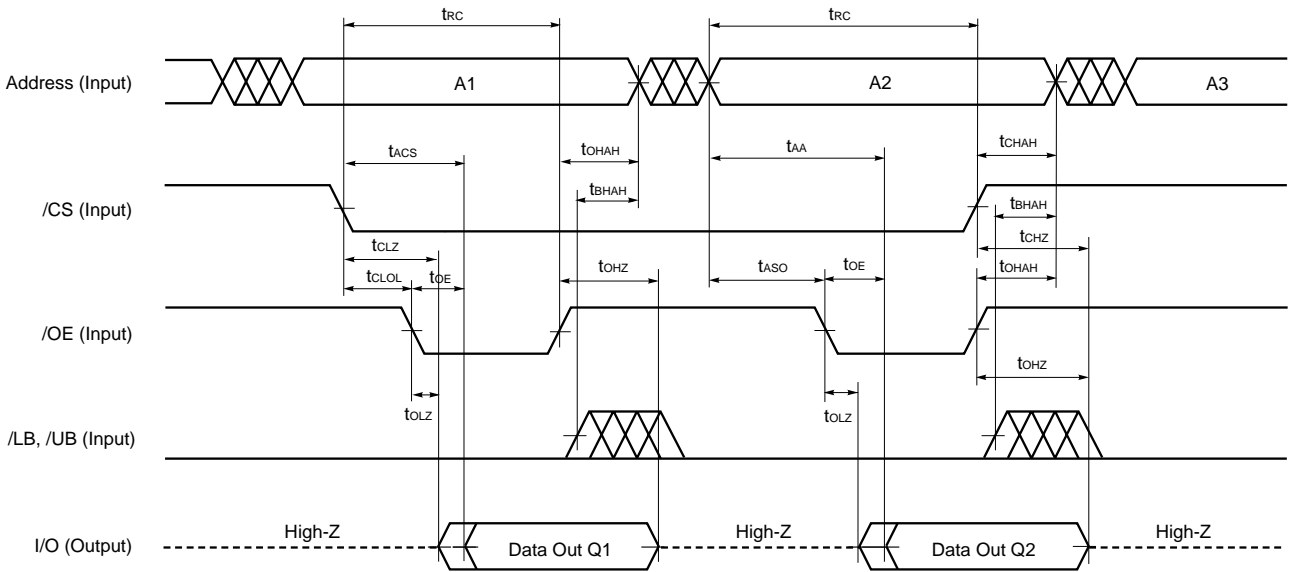 tRC tRC
Address (Input) A1 A2 A3
tACS tOHAH tAA tCHAH
/CS (Input) tBHAH tBHAH
tCLZ tCHZ
tCLOL tOE tOHZ tASO tOE tOHAH
/OE (Input)
tOHZ
tOLZ tOLZ
/LB, /UB (Input)
High-Z High-Z High-Z
I/O (Output) Data Out Q1 Data Out Q2